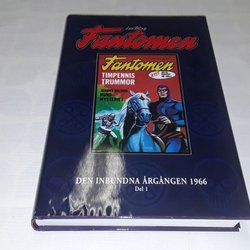 Lee Falk
Fantomen
Fantomen
TIMPENNIS
TRUMMOR
DEN INBUNDNA ÅRGÅNGEN 1966
Del 1